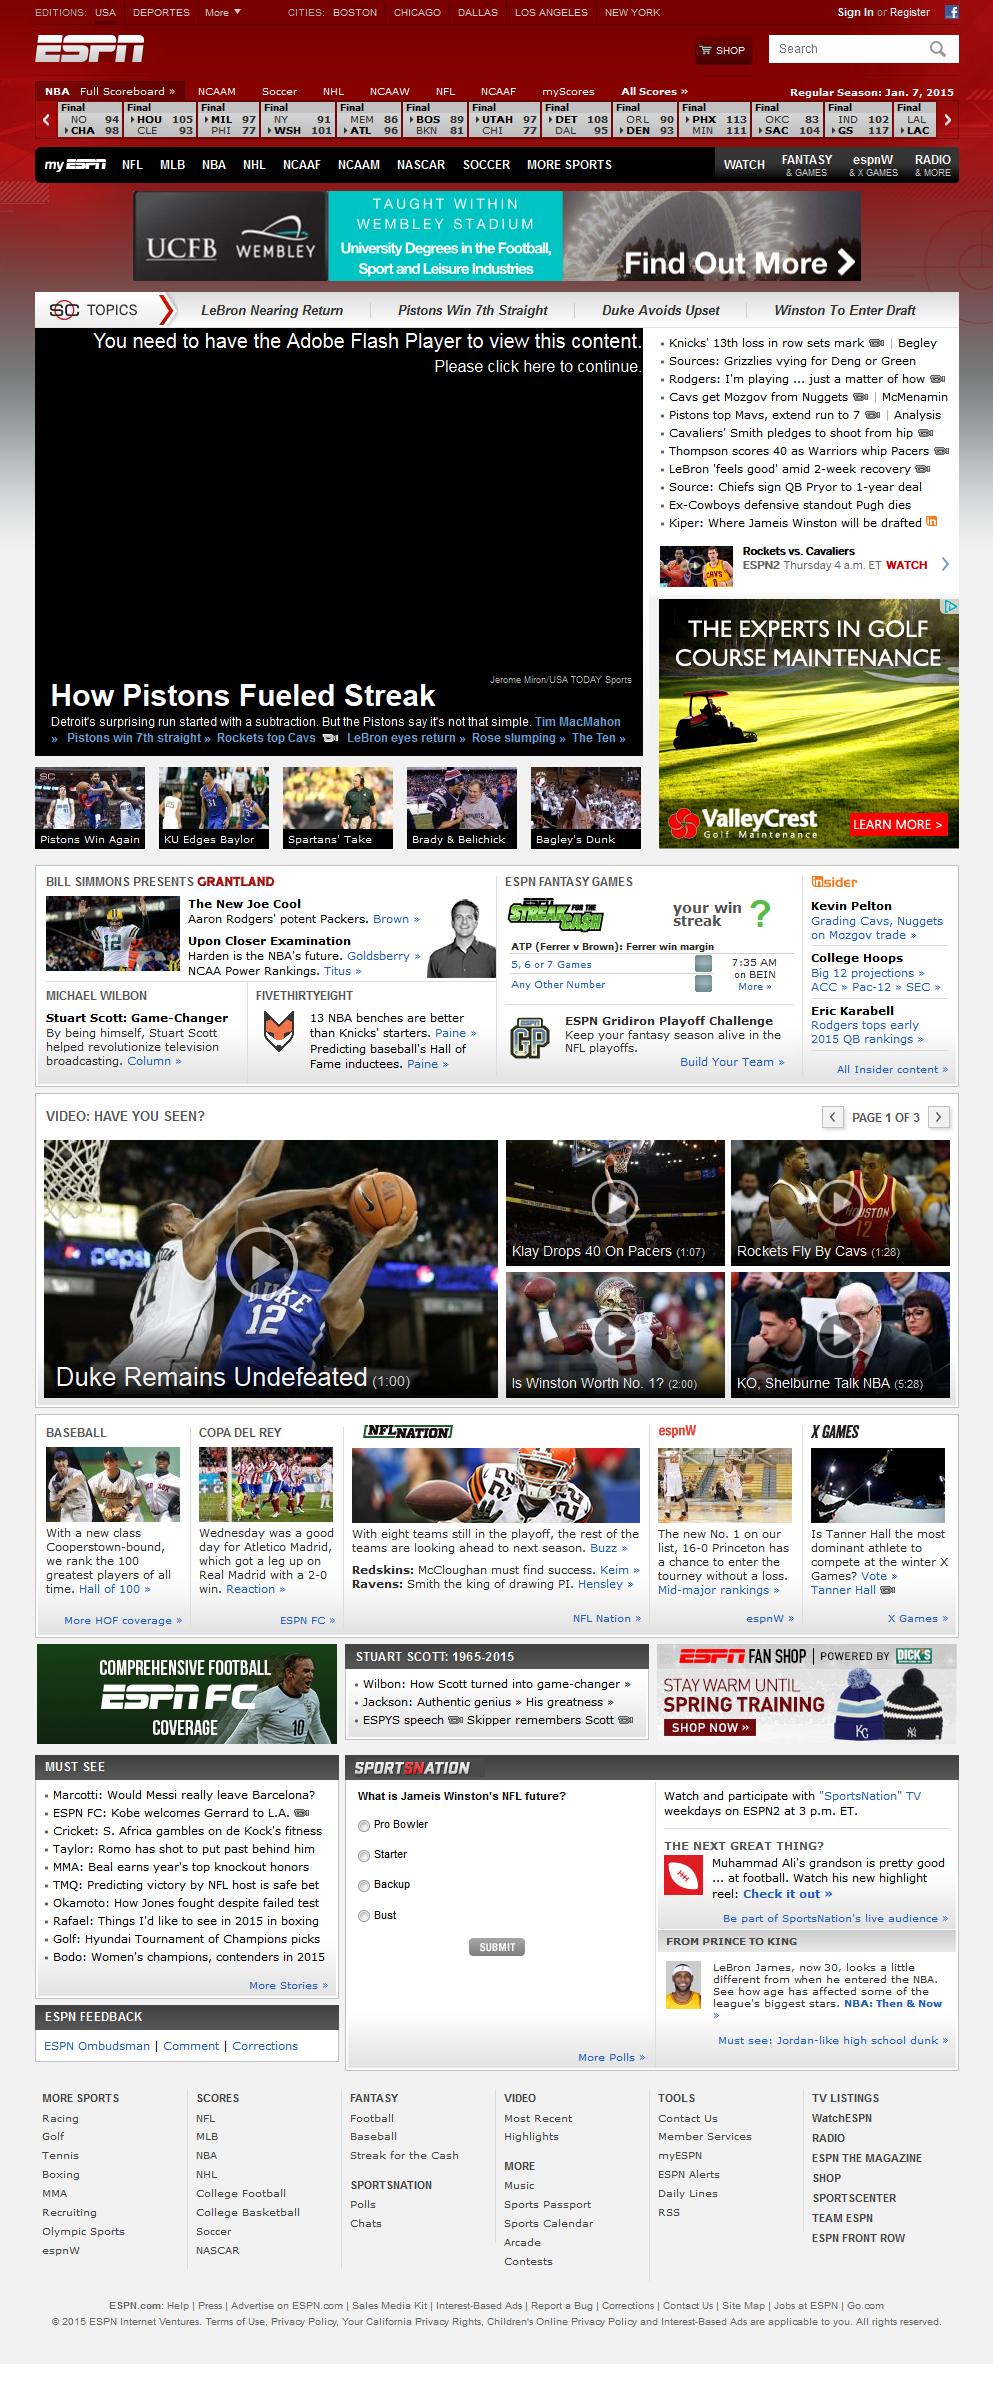 EDITIONS: USA DEPORTES More CITIES: BOSTON CHICAGO DALLAS LOS ANGELES NEW YORK Sign In or Register
ESPN SHOP Search
NBA Full Scoreboard » NCAAM Soccer NHL NCAAW NFL NCAAF myScores All Scores » Regular Season: Jan. 7, 2015
Final Final Final Final Final Final Final Final Final Final Final Final Final
NO 94 HOU 105 MIL 97 NY 91 MEM 86 BOS 89 UTAH 97 DET 108 ORL 90 PHX 113 OKC 83 IND 102 LAL
CHA 98 CLE 93 PHI 77 WSH 101 ATL 96 BKN 81 CHI 77 DAL 95 DEN 93 MIN 111 SAC 104 GS 117 LAC
my ESPN NFL MLB NBA NHL NCAAF NCAAM NASCAR SOCCER MORE SPORTS WATCH FANTASY & GAMES espnW & X GAMES RADIO & MORE
UCFB WEMBLEY
TAUGHT WITHIN
WEMBLEY STADIUM
University Degrees in the Football,
Sport and Leisure Industries
Find Out More
SC TOPICS LeBron Nearing Return Pistons Win 7th Straight Duke Avoids Upset Winston To Enter Draft
You need to have the Adobe Flash Player to view this content.
Please click here to continue.
Jerome Miron/USA TODAY Sports
How Pistons Fueled Streak
Detroit's surprising run started with a subtraction. But the Pistons say it's not that simple. Tim MacMahon
» Pistons win 7th straight » Rockets top Cavs LeBron eyes return » Rose slumping » The Ten »
Pistons Win Again KU Edges Baylor Spartans' Take Brady & Belichick Bagley's Dunk
Knicks' 13th loss in row sets mark | Begley
Sources: Grizzlies vying for Deng or Green
Rodgers: I'm playing ... just a matter of how
Cavs get Mozgov from Nuggets | McMenamin
Pistons top Mavs, extend run to 7 | Analysis
Cavaliers' Smith pledges to shoot from hip
Thompson scores 40 as Warriors whip Pacers
LeBron 'feels good' amid 2-week recovery
Source: Chiefs sign QB Pryor to 1-year deal
Ex-Cowboys defensive standout Pugh dies
Kiper: Where Jameis Winston will be drafted in
Rockets vs. Cavaliers
ESPN2 Thursday 4 a.m. ET WATCH
THE EXPERTS IN GOLF
COURSE MAINTENANCE
ValleyCrest
Golf Maintenance
LEARN MORE >
BILL SIMMONS PRESENTS GRANTLAND
The New Joe Cool
Aaron Rodgers' potent Packers. Brown »
Upon Closer Examination
Harden is the NBA's future. Goldsberry »
NCAA Power Rankings. Titus »
MICHAEL WILBON
Stuart Scott: Game-Changer
By being himself, Stuart Scott
helped revolutionize television
broadcasting. Column »
FIVETHIRTYEIGHT
13 NBA benches are better
than Knicks' starters. Paine »
Predicting baseball's Hall of
Fame inductees. Paine »
ESPN FANTASY GAMES
STREAK FOR THE CASH
your win
streak ?
ATP (Ferrer v Brown): Ferrer win margin
5, 6 or 7 Games
Any Other Number
7:35 AM
on BEIN
More »
GP
ESPN Gridiron Playoff Challenge
Keep your fantasy season alive in the
NFL playoffs.
Build Your Team »
insider
Kevin Pelton
Grading Cavs, Nuggets
on Mozgov trade »
College Hoops
Big 12 projections »
ACC » Pac-12 » SEC »
Eric Karabell
Rodgers tops early
2015 QB rankings »
All Insider content »
VIDEO: HAVE YOU SEEN? PAGE 1 OF 3
Duke Remains Undefeated (1:00)
Klay Drops 40 On Pacers (1:07)
Rockets Fly By Cavs (1:28)
Is Winston Worth No. 1? (2:00)
KO, Shelburne Talk NBA (5:28)
BASEBALL
With a new class
Cooperstown-bound,
we rank the 100
greatest players of all
time. Hall of 100 »
More HOF coverage »
COPA DEL REY
Wednesday was a good
day for Atletico Madrid,
which got a leg up on
Real Madrid with a 2-0
win. Reaction »
ESPN FC »
NFL NATION
With eight teams still in the playoff, the rest of the
teams are looking ahead to next season. Buzz »
Redskins: McCloughan must find success. Keim »
Ravens: Smith the king of drawing PI. Hensley »
NFL Nation »
espnW
The new No. 1 on our
list, 16-0 Princeton has
a chance to enter the
tourney without a loss.
Mid-major rankings »
espnW »
X GAMES
Is Tanner Hall the most
dominant athlete to
compete at the winter X
Games? Vote »
Tanner Hall
X Games »
COMPREHENSIVE FOOTBALL
ESPN FC
COVERAGE
STUART SCOTT: 1965-2015
Wilbon: How Scott turned into game-changer »
Jackson: Authentic genius » His greatness »
ESPYS speech Skipper remembers Scott
ESPN FAN SHOP | POWERED BY DICK'S
STAY WARM UNTIL
SPRING TRAINING
SHOP NOW »
MUST SEE
Marcotti: Would Messi really leave Barcelona?
ESPN FC: Kobe welcomes Gerrard to L.A.
Cricket: S. Africa gambles on de Kock's fitness
Taylor: Romo has shot to put past behind him
MMA: Beal earns year's top knockout honors
TMQ: Predicting victory by NFL host is safe bet
Okamoto: How Jones fought despite failed test
Rafael: Things I'd like to see in 2015 in boxing
Golf: Hyundai Tournament of Champions picks
Bodo: Women's champions, contenders in 2015
More Stories »
ESPN FEEDBACK
ESPN Ombudsman | Comment | Corrections
SPORTSNATION
What is Jameis Winston's NFL future?
Pro Bowler
Starter
Backup
Bust
SUBMIT
More Polls »
Watch and participate with "SportsNation" TV
weekdays on ESPN2 at 3 p.m. ET.
THE NEXT GREAT THING?
Muhammad Ali's grandson is pretty good
... at football. Watch his new highlight
reel: Check it out »
Be part of SportsNation's live audience »
FROM PRINCE TO KING
LeBron James, now 30, looks a little
different from when he entered the NBA.
See how age has affected some of the
league's biggest stars. NBA: Then & Now
»
Must see: Jordan-like high school dunk »
MORE SPORTS
Racing
Golf
Tennis
Boxing
MMA
Recruiting
Olympic Sports
espnW
SCORES
NFL
MLB
NBA
NHL
College Football
College Basketball
Soccer
NASCAR
FANTASY
Football
Baseball
Streak for the Cash
SPORTSNATION
Polls
Chats
VIDEO
Most Recent
Highlights
MORE
Music
Sports Passport
Sports Calendar
Arcade
Contests
TOOLS
Contact Us
Member Services
myESPN
ESPN Alerts
Daily Lines
RSS
TV LISTINGS
WatchESPN
RADIO
ESPN THE MAGAZINE
SHOP
SPORTSCENTER
TEAM ESPN
ESPN FRONT ROW
ESPN.com: Help | Press | Advertise on ESPN.com | Sales Media Kit | Interest-Based Ads | Report a Bug | Corrections | Contact Us | Site Map | Jobs at ESPN | Go.com
© 2015 ESPN Internet Ventures. Terms of Use, Privacy Policy, Your California Privacy Rights, Children's Online Privacy Policy and Interest-Based Ads are applicable to you. All rights reserved.